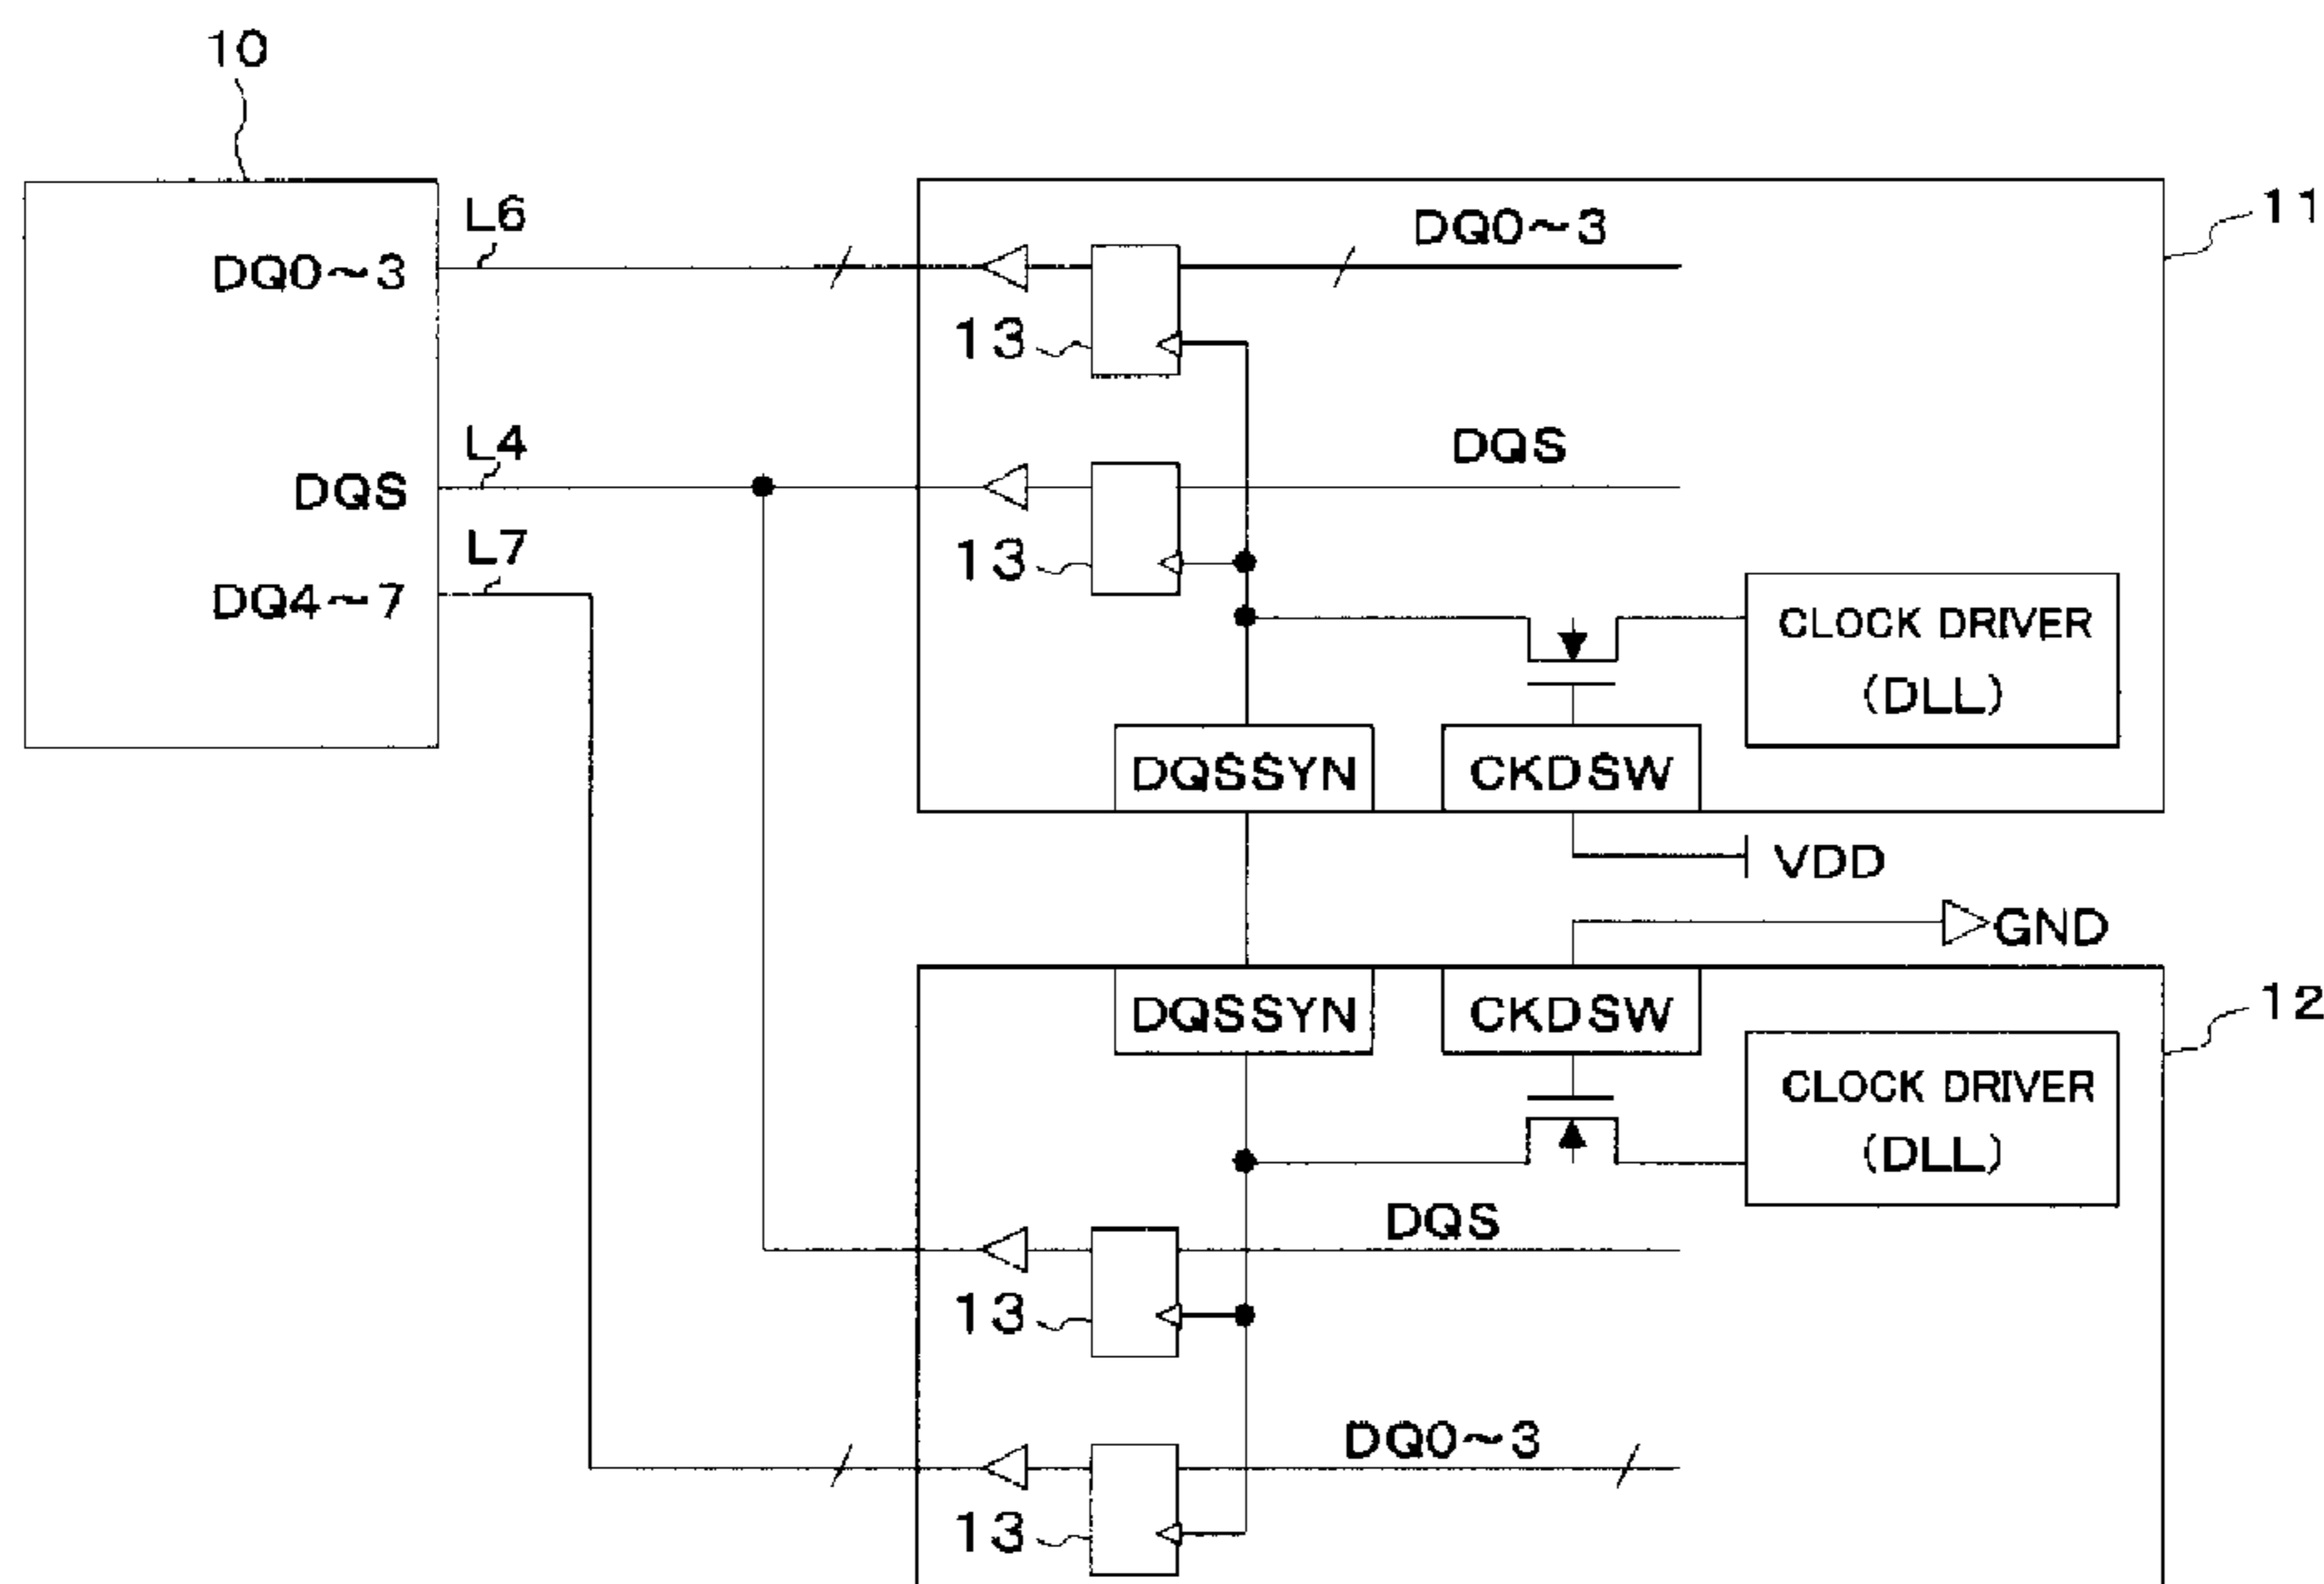 10
L6
DQ0~3
11
DQ0~3
13
L4
DQS
DQS
13
L7
DQ4~7
CLOCK DRIVER
(DLL)
DQSSYN
CKDSW
VDD
GND
DQSSYN
CKDSW
12
CLOCK DRIVER
(DLL)
DQS
13
DQ0~3
13